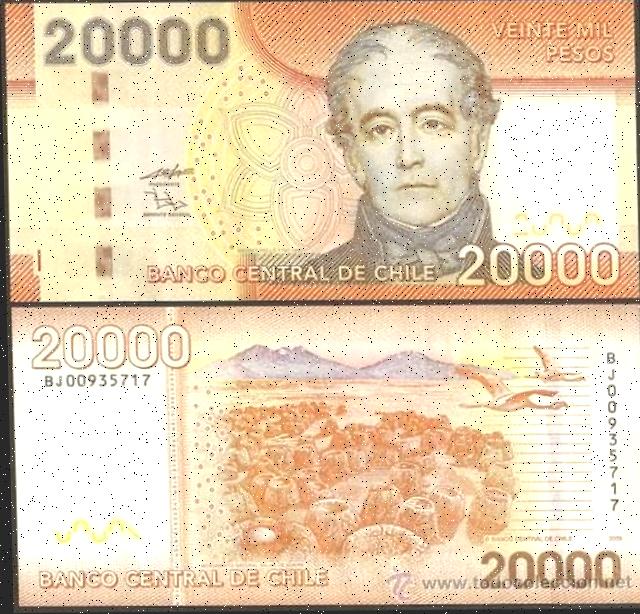 20000
VEINTE MIL
PESOS
BANCO CENTRAL DE CHILE
20000
20000
BJ00935717
BJ00935717
© BANCO CENTRAL DE CHILE
20000
BANCO CENTRAL DE CHILE
www.todocoleccion.net